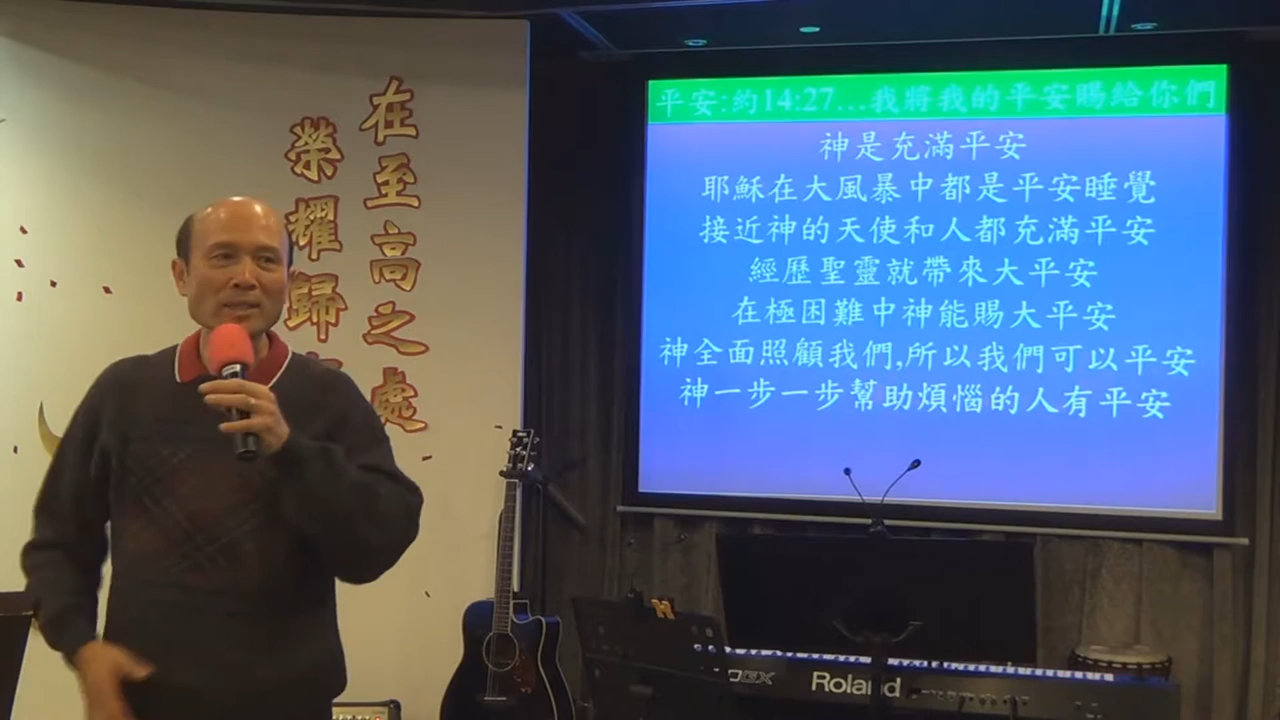 在至高之處
榮耀歸
平安:約14:27...我將我的平安賜給你們
神是充滿平安
耶穌在大風暴中都是平安睡覺
接近神的天使和人都充滿平安
經歷聖靈就帶來大平安
在極困難中神能賜大平安
神全面照顧我們,所以我們可以平安
神一步一步幫助煩惱的人有平安
Roland